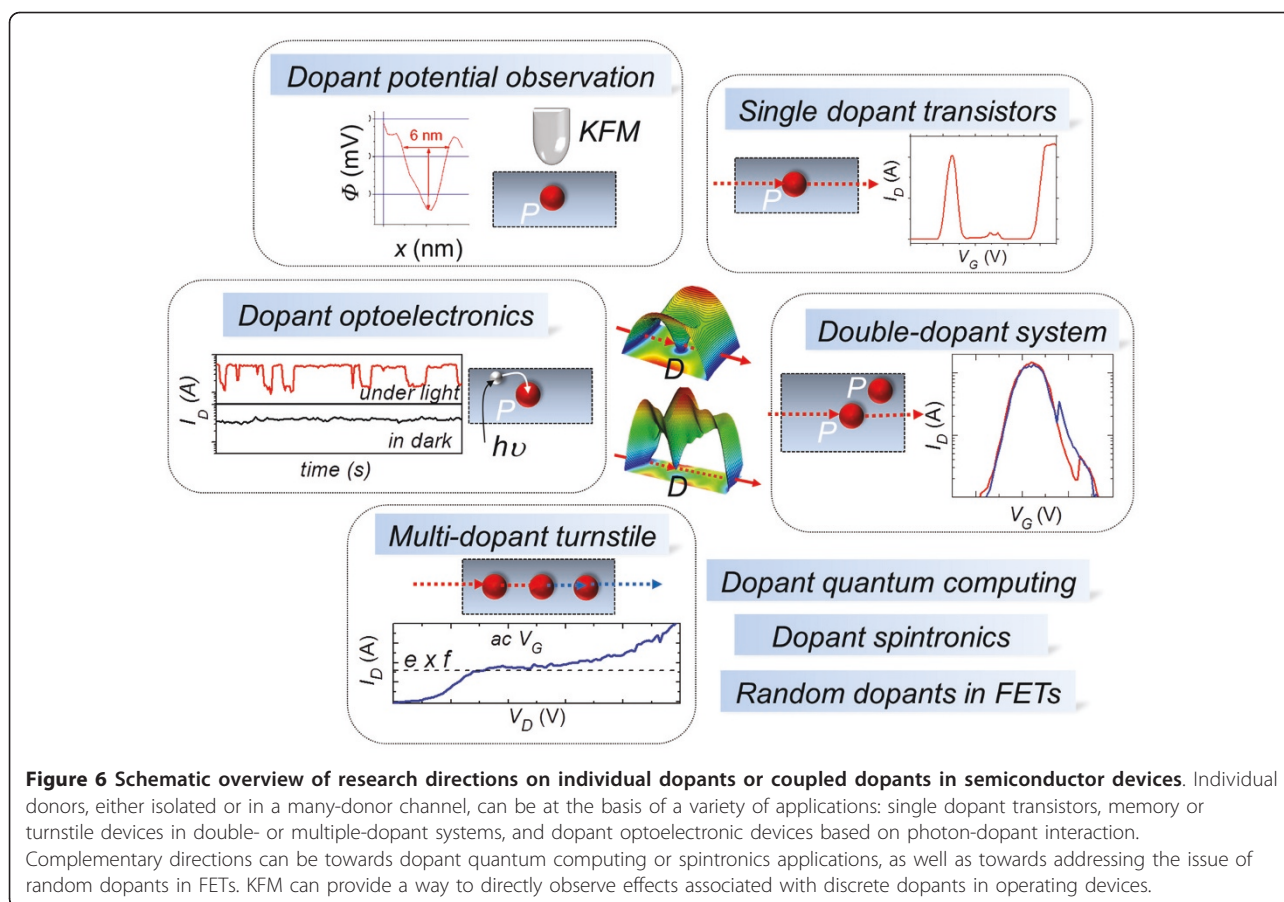 Dopant potential observation
Φ (mV)
6 nm
KFM
P
x (nm)
Single dopant transistors
P
I_D (A)
V_G (V)
Dopant optoelectronics
I_D (A)
under light
in dark
time (s)
P
hυ
D
D
Double-dopant system
P
P
I_D (A)
V_G (V)
Multi-dopant turnstile
I_D (A)
ac V_G
e x f
V_D (V)
Dopant quantum computing
Dopant spintronics
Random dopants in FETs
Figure 6 Schematic overview of research directions on individual dopants or coupled dopants in semiconductor devices. Individual
donors, either isolated or in a many-donor channel, can be at the basis of a variety of applications: single dopant transistors, memory or
turnstile devices in double- or multiple-dopant systems, and dopant optoelectronic devices based on photon-dopant interaction.
Complementary directions can be towards dopant quantum computing or spintronics applications, as well as towards addressing the issue of
random dopants in FETs. KFM can provide a way to directly observe effects associated with discrete dopants in operating devices.